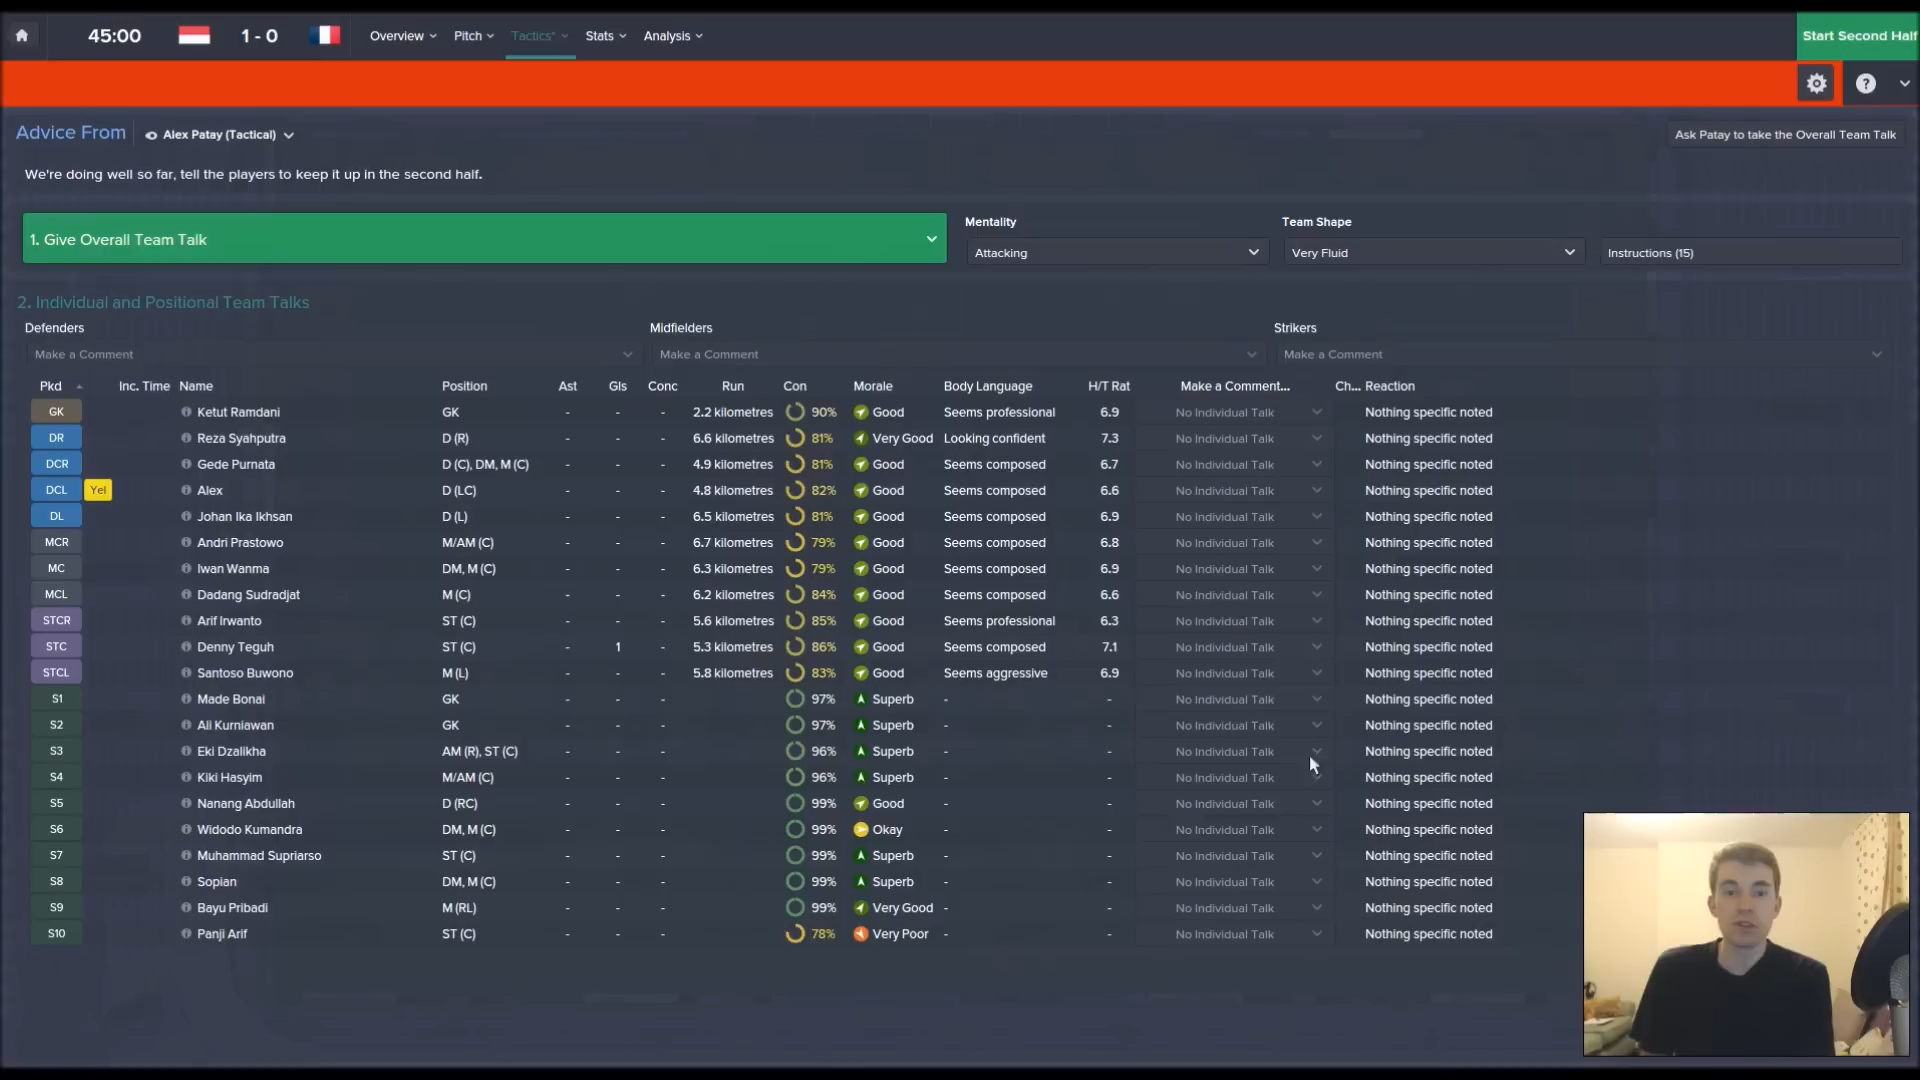 45:00 1 - 0 Overview Pitch Tactics* Stats Analysis Start Second Half
Advice From Alex Patay (Tactical) Ask Patay to take the Overall Team Talk
We're doing well so far, tell the players to keep it up in the second half.
Mentality Team Shape
1. Give Overall Team Talk Attacking Very Fluid Instructions (15)
2. Individual and Positional Team Talks
Defenders Midfielders Strikers
Make a Comment Make a Comment Make a Comment
Pkd Inc. Time Name Position Ast Gls Conc Run Con Morale Body Language H/T Rat Make a Comment... Ch... Reaction
GK Ketut Ramdani GK - - - 2.2 kilometres 90% Good Seems professional 6.9 No Individual Talk Nothing specific noted
DR Reza Syahputra D (R) - - - 6.6 kilometres 81% Very Good Looking confident 7.3 No Individual Talk Nothing specific noted
DCR Gede Purnata D (C), DM, M (C) - - - 4.9 kilometres 81% Good Seems composed 6.7 No Individual Talk Nothing specific noted
DCL Yel Alex D (LC) - - - 4.8 kilometres 82% Good Seems composed 6.6 No Individual Talk Nothing specific noted
DL Johan Ika Ikhsan D (L) - - - 6.5 kilometres 81% Good Seems composed 6.9 No Individual Talk Nothing specific noted
MCR Andri Prastowo M/AM (C) - - - 6.7 kilometres 79% Good Seems composed 6.8 No Individual Talk Nothing specific noted
MC Iwan Wanma DM, M (C) - - - 6.3 kilometres 79% Good Seems composed 6.9 No Individual Talk Nothing specific noted
MCL Dadang Sudradjat M (C) - - - 6.2 kilometres 84% Good Seems composed 6.6 No Individual Talk Nothing specific noted
STCR Arif Irwanto ST (C) - - - 5.6 kilometres 85% Good Seems professional 6.3 No Individual Talk Nothing specific noted
STC Denny Teguh ST (C) - 1 - 5.3 kilometres 86% Good Seems composed 7.1 No Individual Talk Nothing specific noted
STCL Santoso Buwono M (L) - - - 5.8 kilometres 83% Good Seems aggressive 6.9 No Individual Talk Nothing specific noted
S1 Made Bonai GK - - - 97% Superb - - No Individual Talk Nothing specific noted
S2 Ali Kurniawan GK - - - 97% Superb - - No Individual Talk Nothing specific noted
S3 Eki Dzalikha AM (R), ST (C) - - - 96% Superb - - No Individual Talk Nothing specific noted
S4 Kiki Hasyim M/AM (C) - - - 96% Superb - - No Individual Talk Nothing specific noted
S5 Nanang Abdullah D (RC) - - - 99% Good - - No Individual Talk Nothing specific noted
S6 Widodo Kumandra DM, M (C) - - - 99% Okay - - No Individual Talk Nothing specific noted
S7 Muhammad Supriarso ST (C) - - - 99% Superb - - No Individual Talk Nothing specific noted
S8 Sopian DM, M (C) - - - 99% Superb - - No Individual Talk Nothing specific noted
S9 Bayu Pribadi M (RL) - - - 99% Very Good - - No Individual Talk Nothing specific noted
S10 Panji Arif ST (C) - - - 78% Very Poor - - No Individual Talk Nothing specific noted